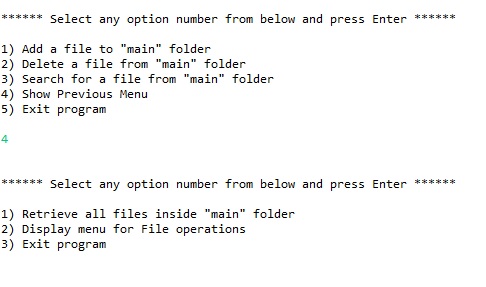 ****** Select any option number from below and press Enter ******
1) Add a file to "main" folder
2) Delete a file from "main" folder
3) Search for a file from "main" folder
4) Show Previous Menu
5) Exit program
4
****** Select any option number from below and press Enter ******
1) Retrieve all files inside "main" folder
2) Display menu for File operations
3) Exit program